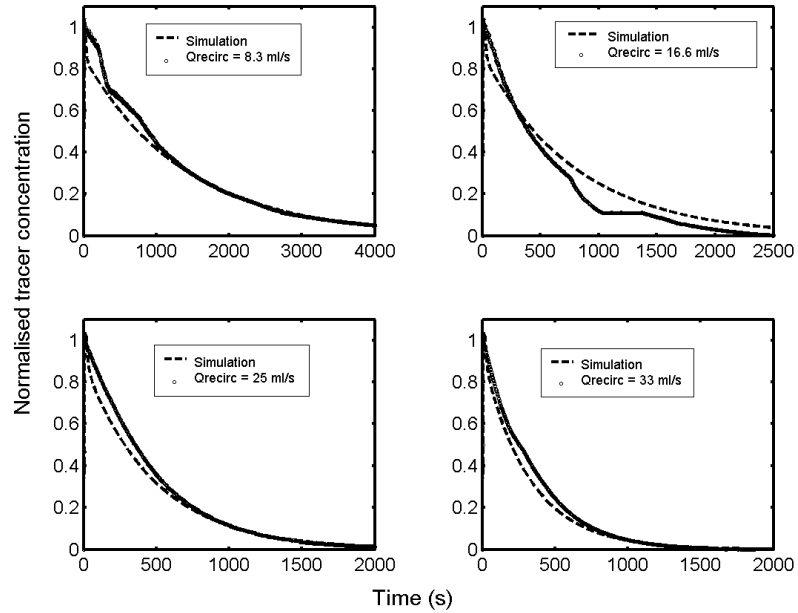 Normalised tracer concentration
1
0.8
0.6
0.4
0.2
0
Simulation
Qrecirc = 8.3 ml/s
0 1000 2000 3000 4000
1
0.8
0.6
0.4
0.2
0
Simulation
Qrecirc = 16.6 ml/s
0 500 1000 1500 2000 2500
1
0.8
0.6
0.4
0.2
0
Simulation
Qrecirc = 25 ml/s
0 500 1000 1500 2000
1
0.8
0.6
0.4
0.2
0
Simulation
Qrecirc = 33 ml/s
0 500 1000 1500 2000
Time (s)